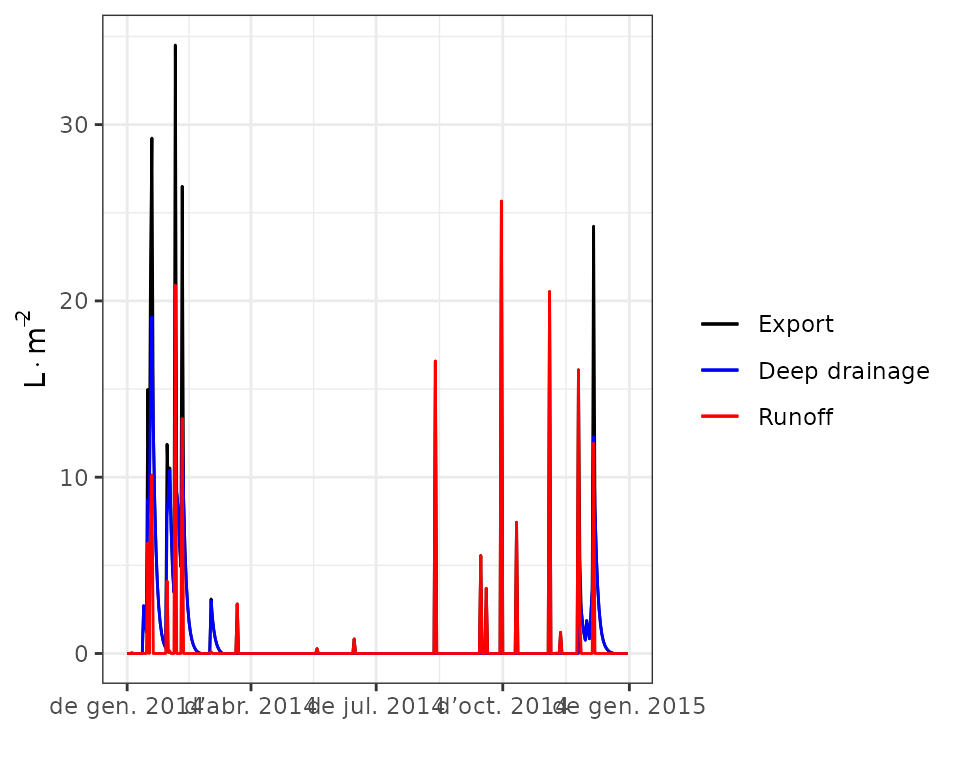 30
20
10
0
L · m⁻²
de gen. 2014
d’abr. 2014
de jul. 2014
d’oct. 2014
de gen. 2015
Export
Deep drainage
Runoff